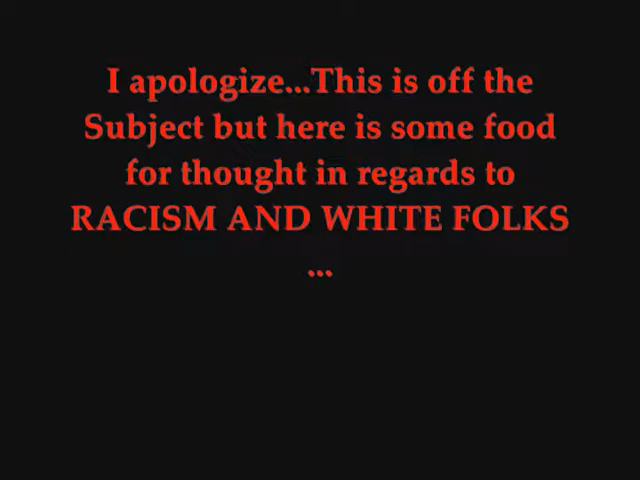 I apologize...This is off the
Subject but here is some food
for thought in regards to
RACISM AND WHITE FOLKS
...